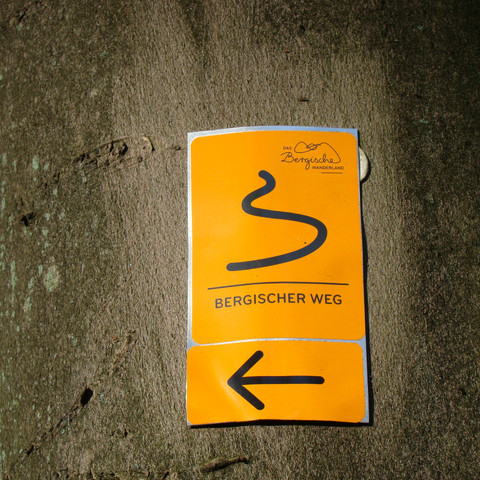 DAS
Bergische
WANDERLAND
BERGISCHER WEG